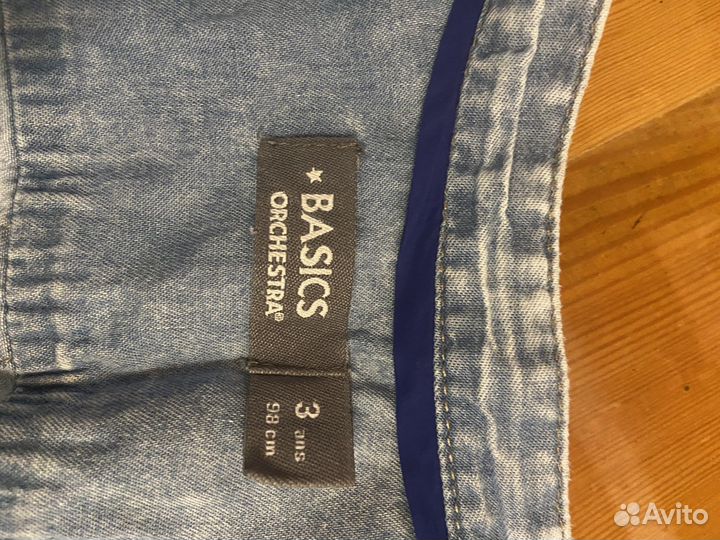 ★ BASICS
ORCHESTRA®
3 ans
98 cm
Avito